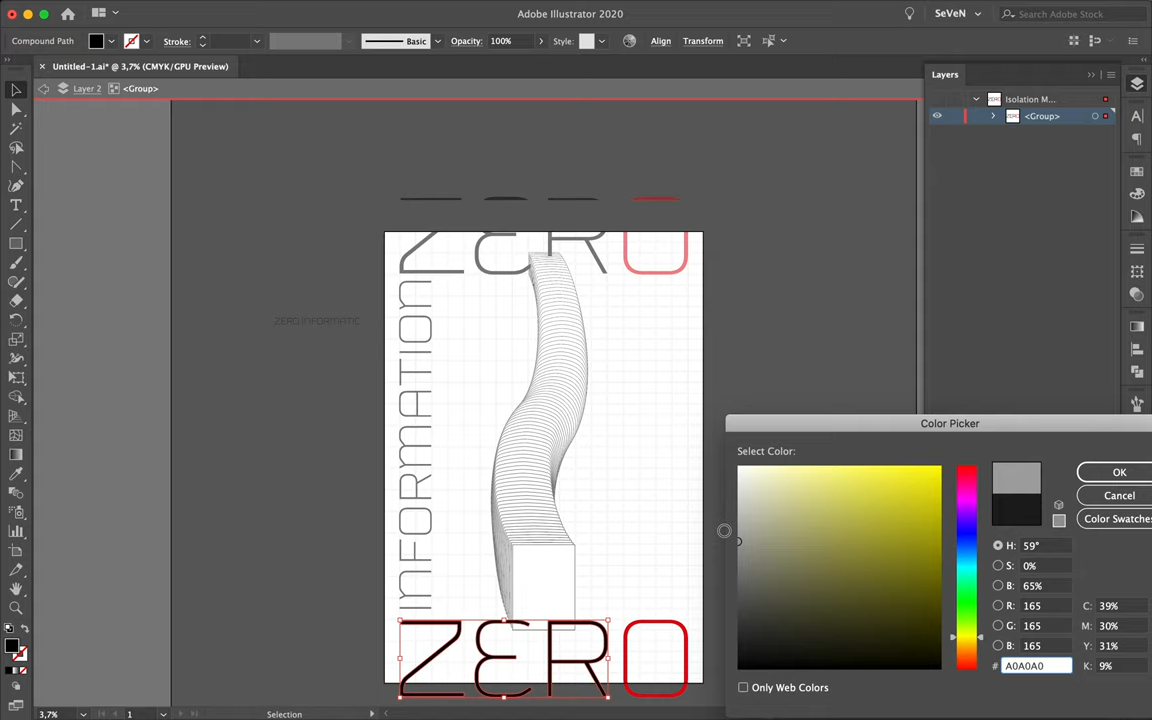 Adobe Illustrator 2020
SeVeN
Search Adobe Stock
Compound Path
Stroke:
Basic
Opacity: 100%
Style:
Align
Transform
Untitled-1.ai* @ 3,7% (CMYK/GPU Preview)
Layer 2
<Group>
Layers
Isolation M...
<Group>
ZERO
ZERO INFORMATIC
INFORMATION
ZERO
Color Picker
Select Color:
OK
Cancel
Color Swatches
H: 59°
S: 0%
B: 65%
R: 165
C: 39%
G: 165
M: 30%
B: 165
Y: 31%
# A0A0A0
K: 9%
Only Web Colors
3,7%
1
Selection